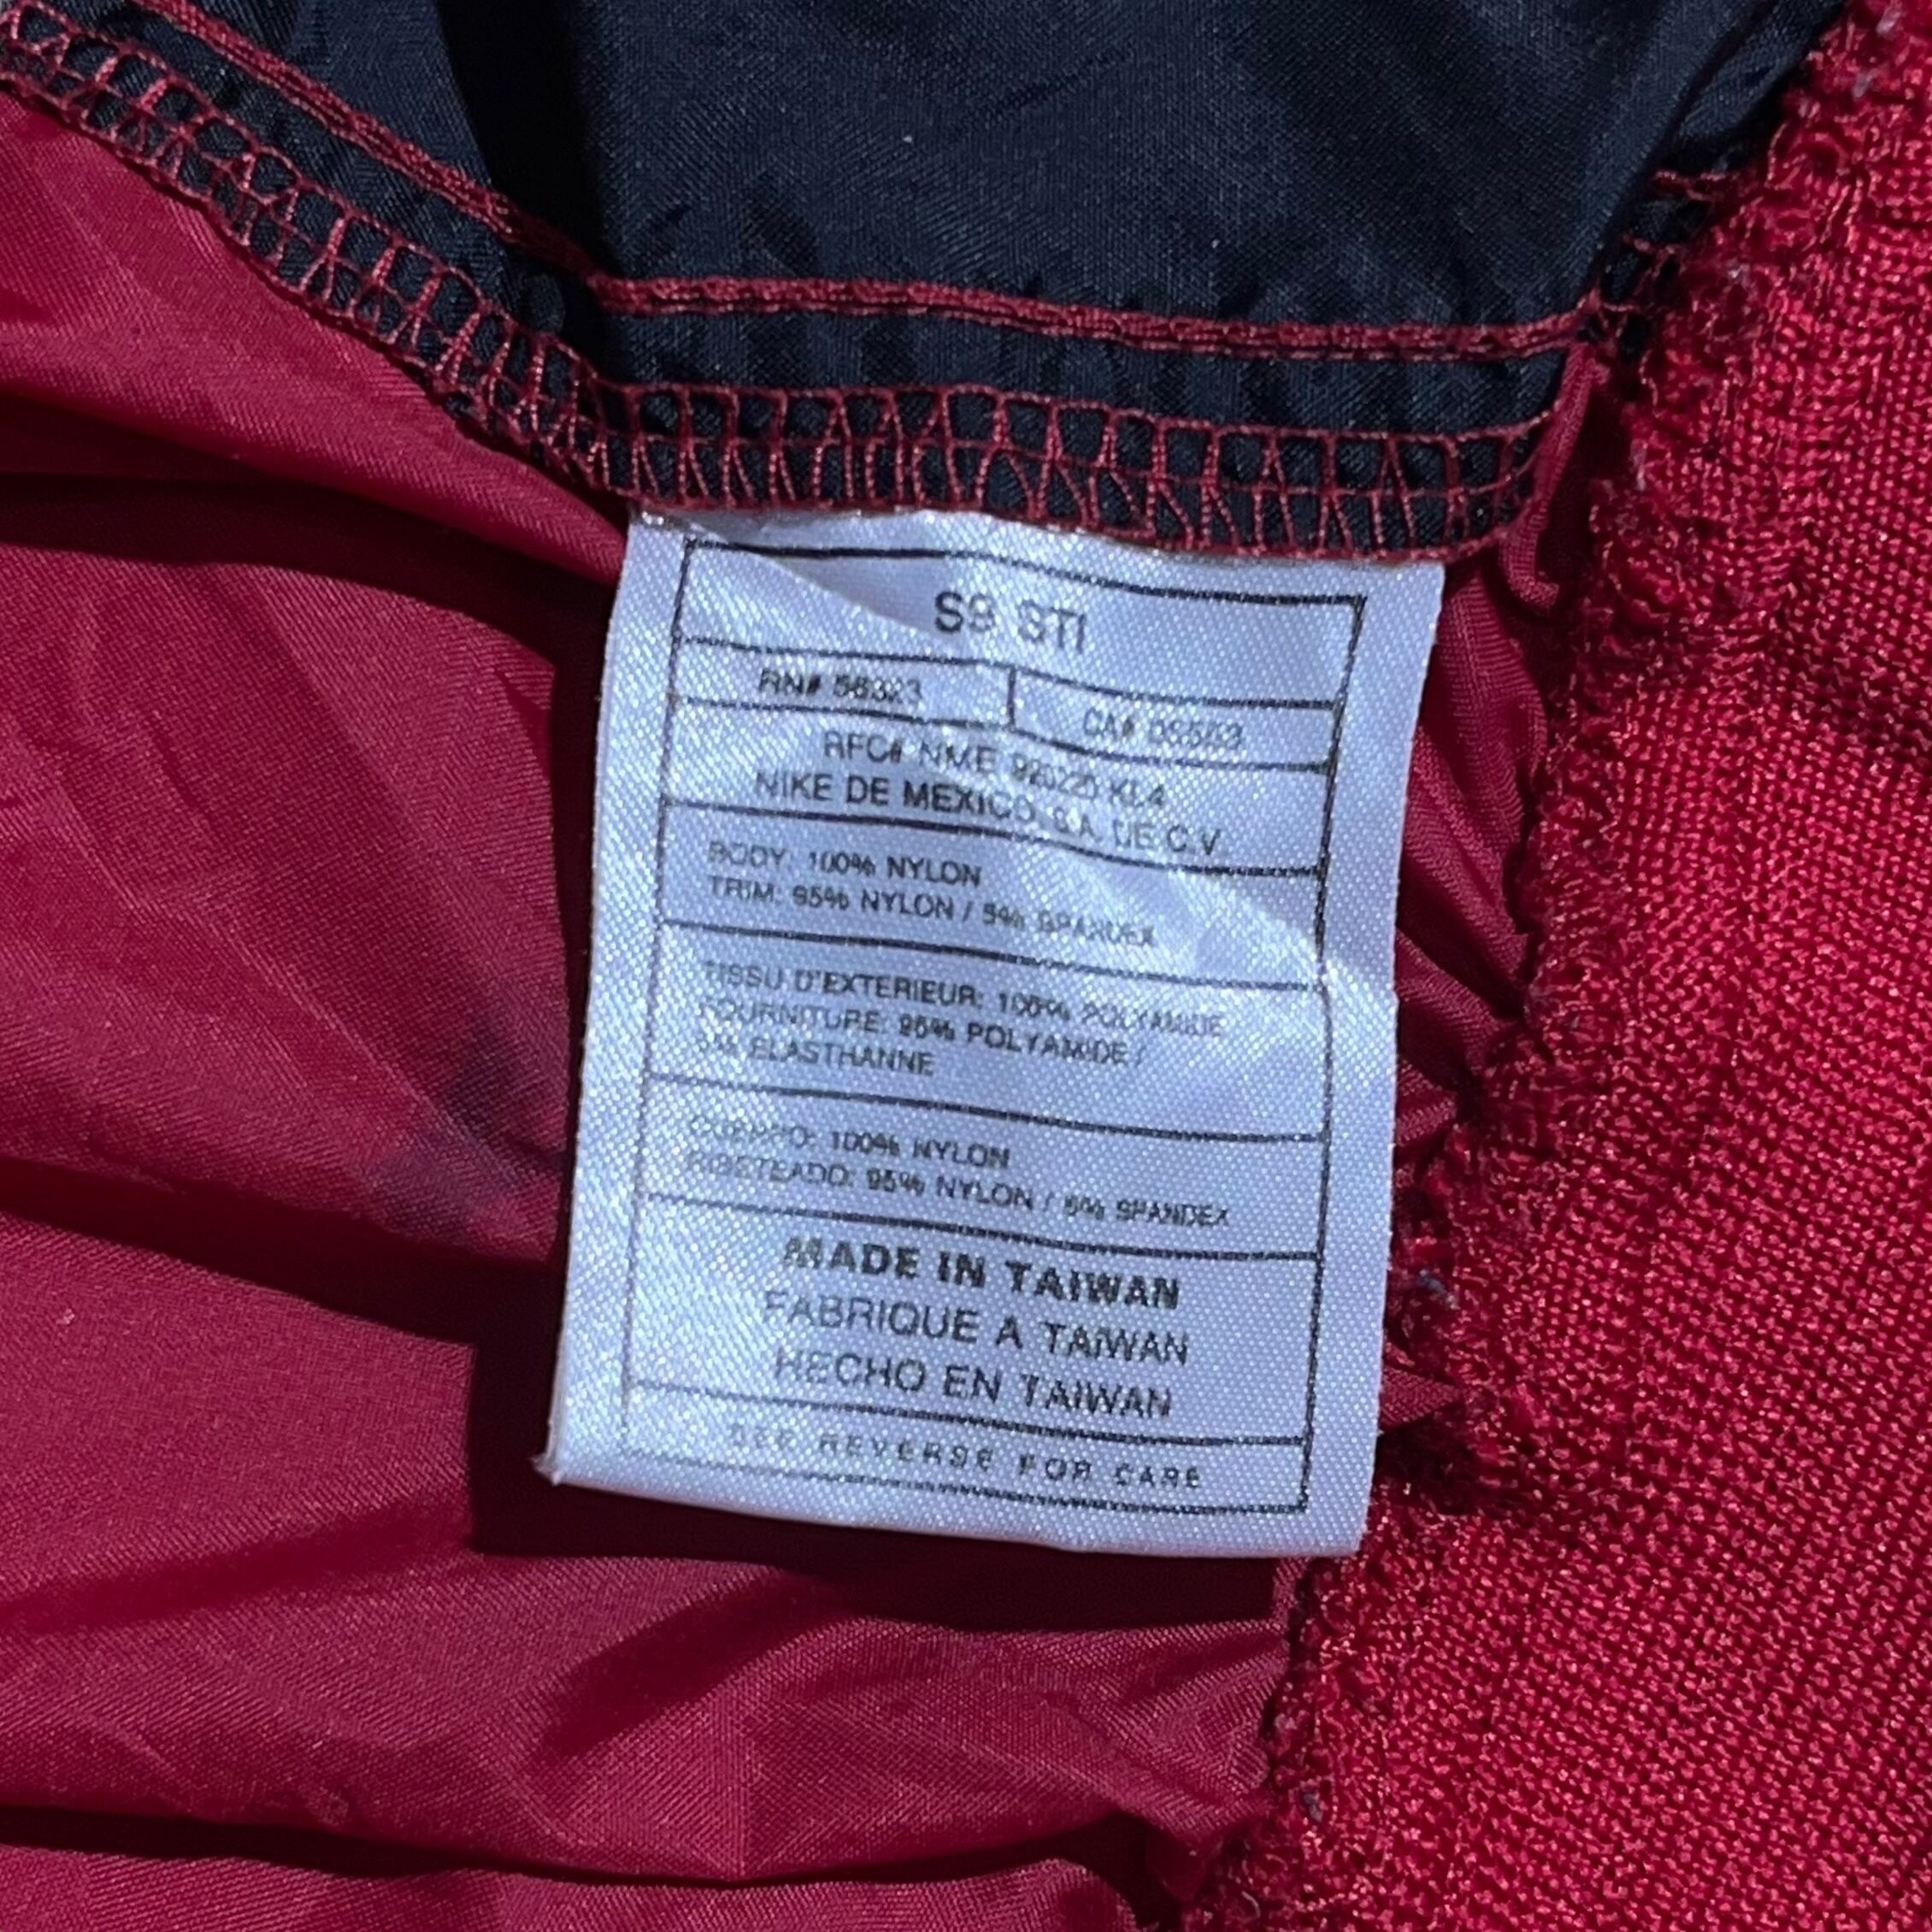 S9 STI
RN# 56323
CA# 05553
RFC# NME 920225 KL4
NIKE DE MEXICO, S.A. DE C.V.
BODY: 100% NYLON
TRIM: 95% NYLON / 5% SPANDEX
TISSU D'EXTERIEUR: 100% POLYAMIDE
FOURNITURE: 95% POLYAMIDE /
5% ELASTHANNE
CUERPO: 100% NYLON
RIBETEADO: 95% NYLON / 5% SPANDEX
MADE IN TAIWAN
FABRIQUE A TAIWAN
HECHO EN TAIWAN
SEE REVERSE FOR CARE